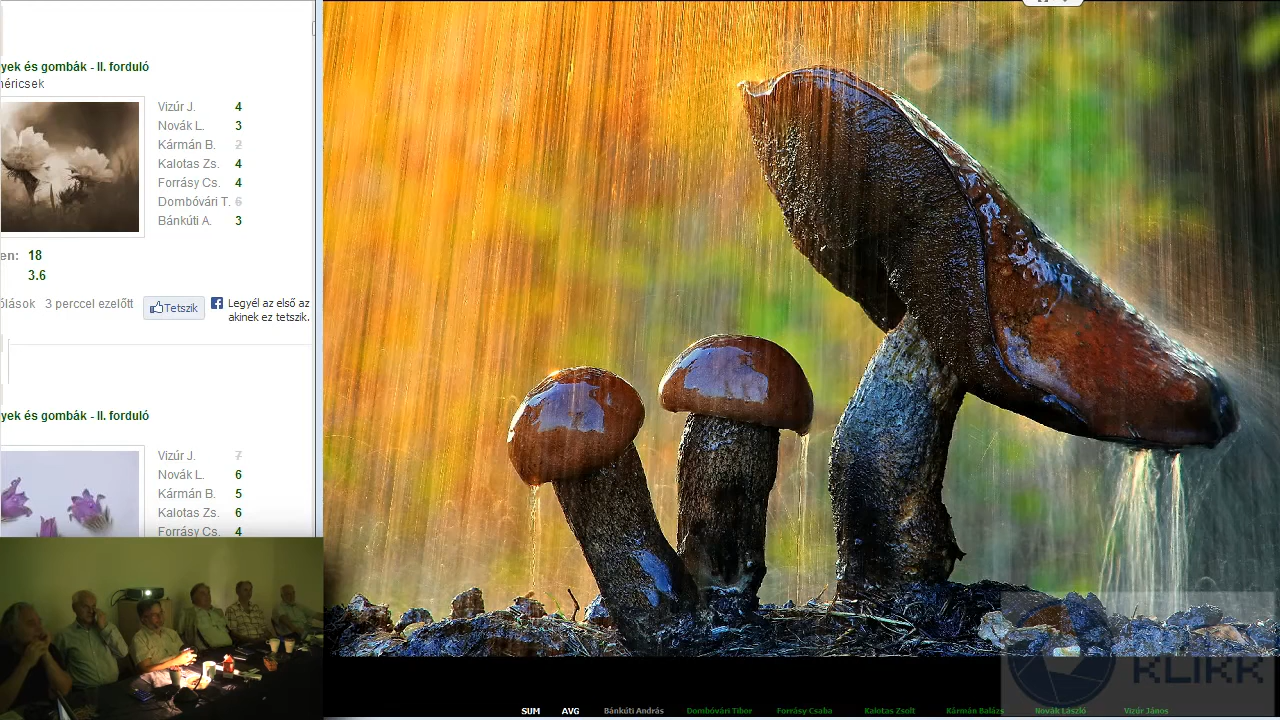 yek és gombák - II. forduló
méricsek
Vizúr J. 4
Novák L. 3
Kármán B. 2
Kalotas Zs. 4
Forrásy Cs. 4
Dombóvári T. 6
Bánkúti A. 3
en: 18
3.6
ólások 3 perccel ezelőtt Tetszik Legyél az első az
akinek ez tetszik.
yek és gombák - II. forduló
Vizúr J. 7
Novák L. 6
Kármán B. 5
Kalotas Zs. 6
Forrásy Cs. 4
KLIKK
SUM AVG Bánkúti András Dombóvári Tibor Forrásy Csaba Kalotas Zsolt Kármán Balázs Novák László Vizúr János